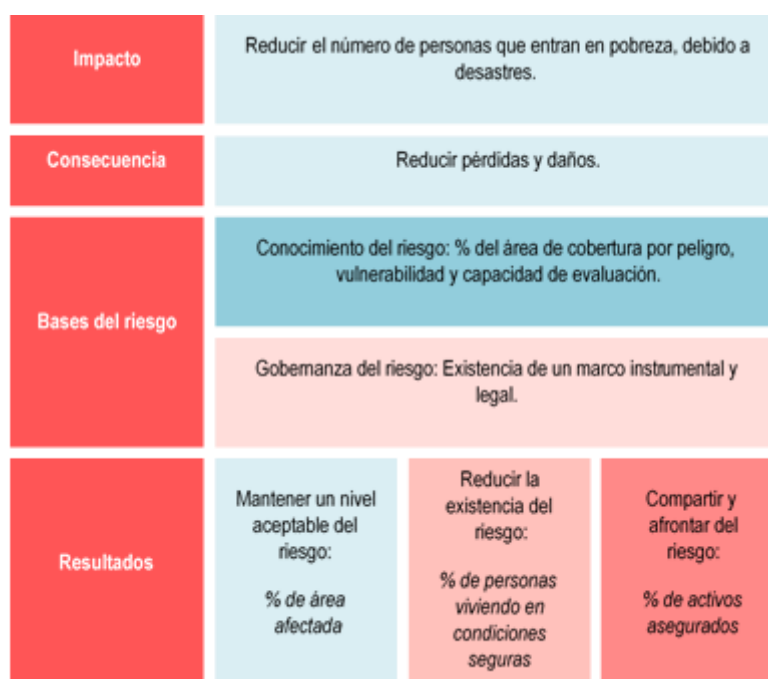 Impacto
Reducir el número de personas que entran en pobreza, debido a
desastres.
Consecuencia
Reducir pérdidas y daños.
Bases del riesgo
Conocimiento del riesgo: % del área de cobertura por peligro,
vulnerabilidad y capacidad de evaluación.
Gobernanza del riesgo: Existencia de un marco instrumental y
legal.
Resultados
Mantener un nivel
aceptable del
riesgo:
% de área
afectada
Reducir la
existencia del
riesgo:
% de personas
viviendo en
condiciones
seguras
Compartir y
afrontar del
riesgo:
% de activos
asegurados